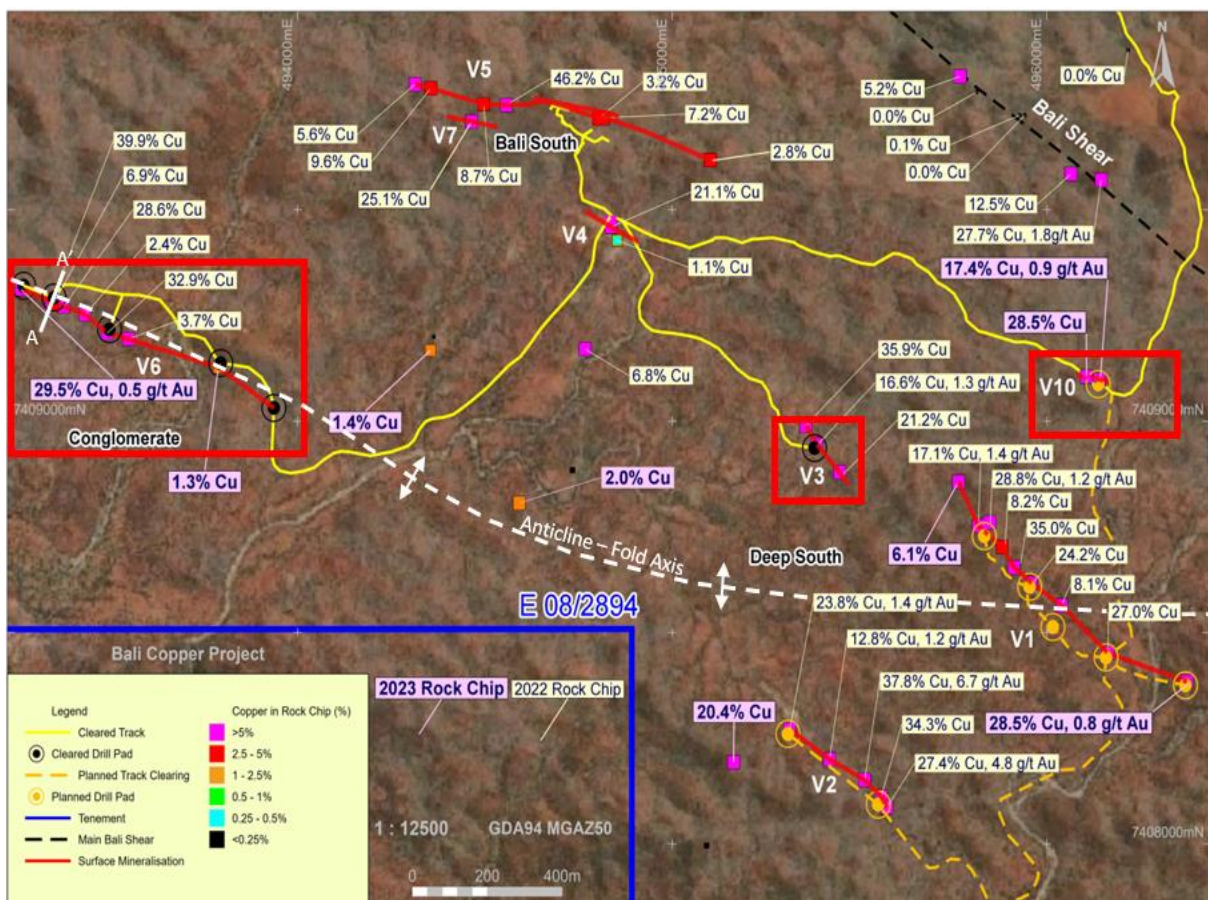 494000mE
495000mE
496000mE
N
V5
46.2% Cu
3.2% Cu
0.0% Cu
5.2% Cu
5.6% Cu
7.2% Cu
0.0% Cu
Bali Shear
39.9% Cu
V7
Bali South
0.1% Cu
9.6% Cu
2.8% Cu
6.9% Cu
8.7% Cu
0.0% Cu
25.1% Cu
21.1% Cu
12.5% Cu
28.6% Cu
V4
27.7% Cu, 1.8g/t Au
2.4% Cu
A'
1.1% Cu
17.4% Cu, 0.9 g/t Au
32.9% Cu
28.5% Cu
3.7% Cu
A
35.9% Cu
6.8% Cu
V6
16.6% Cu, 1.3 g/t Au
V10
29.5% Cu, 0.5 g/t Au
7409000mN
7409000mN
1.4% Cu
21.2% Cu
Conglomerate
17.1% Cu, 1.4 g/t Au
V3
2.0% Cu
28.8% Cu, 1.2 g/t Au
1.3% Cu
8.2% Cu
35.0% Cu
Anticline – Fold Axis
6.1% Cu
24.2% Cu
Deep South
8.1% Cu
E 08/2894
23.8% Cu, 1.4 g/t Au
27.0% Cu
V1
12.8% Cu, 1.2 g/t Au
Bali Copper Project
37.8% Cu, 6.7 g/t Au
2023 Rock Chip
2022 Rock Chip
20.4% Cu
34.3% Cu
28.5% Cu, 0.8 g/t Au
27.4% Cu, 4.8 g/t Au
V2
Legend
Cleared Track
Cleared Drill Pad
Planned Track Clearing
Planned Drill Pad
Tenement
Main Bali Shear
Surface Mineralisation
Copper in Rock Chip (%)
>5%
2.5 - 5%
1 - 2.5%
0.5 - 1%
0.25 - 0.5%
<0.25%
1 : 12500
GDA94 MGAZ50
7408000mN
0
200
400m